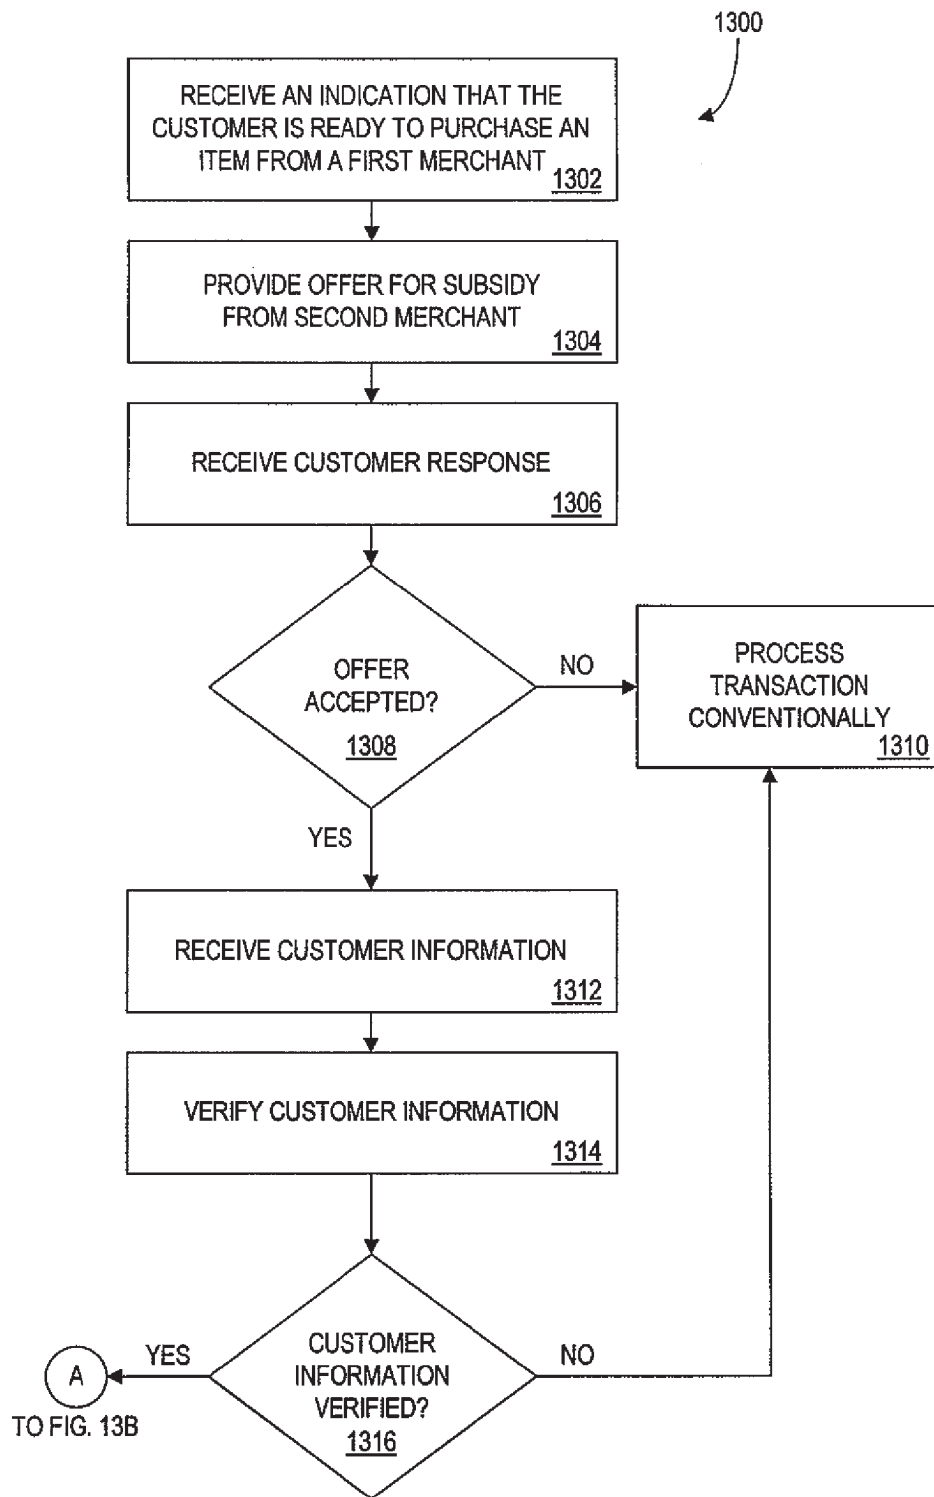 1300
RECEIVE AN INDICATION THAT THE
CUSTOMER IS READY TO PURCHASE AN
ITEM FROM A FIRST MERCHANT
1302
PROVIDE OFFER FOR SUBSIDY
FROM SECOND MERCHANT
1304
RECEIVE CUSTOMER RESPONSE
1306
OFFER
ACCEPTED?
1308
NO
PROCESS
TRANSACTION
CONVENTIONALLY
1310
YES
RECEIVE CUSTOMER INFORMATION
1312
VERIFY CUSTOMER INFORMATION
1314
CUSTOMER
INFORMATION
VERIFIED?
1316
YES
NO
A
TO FIG. 13B